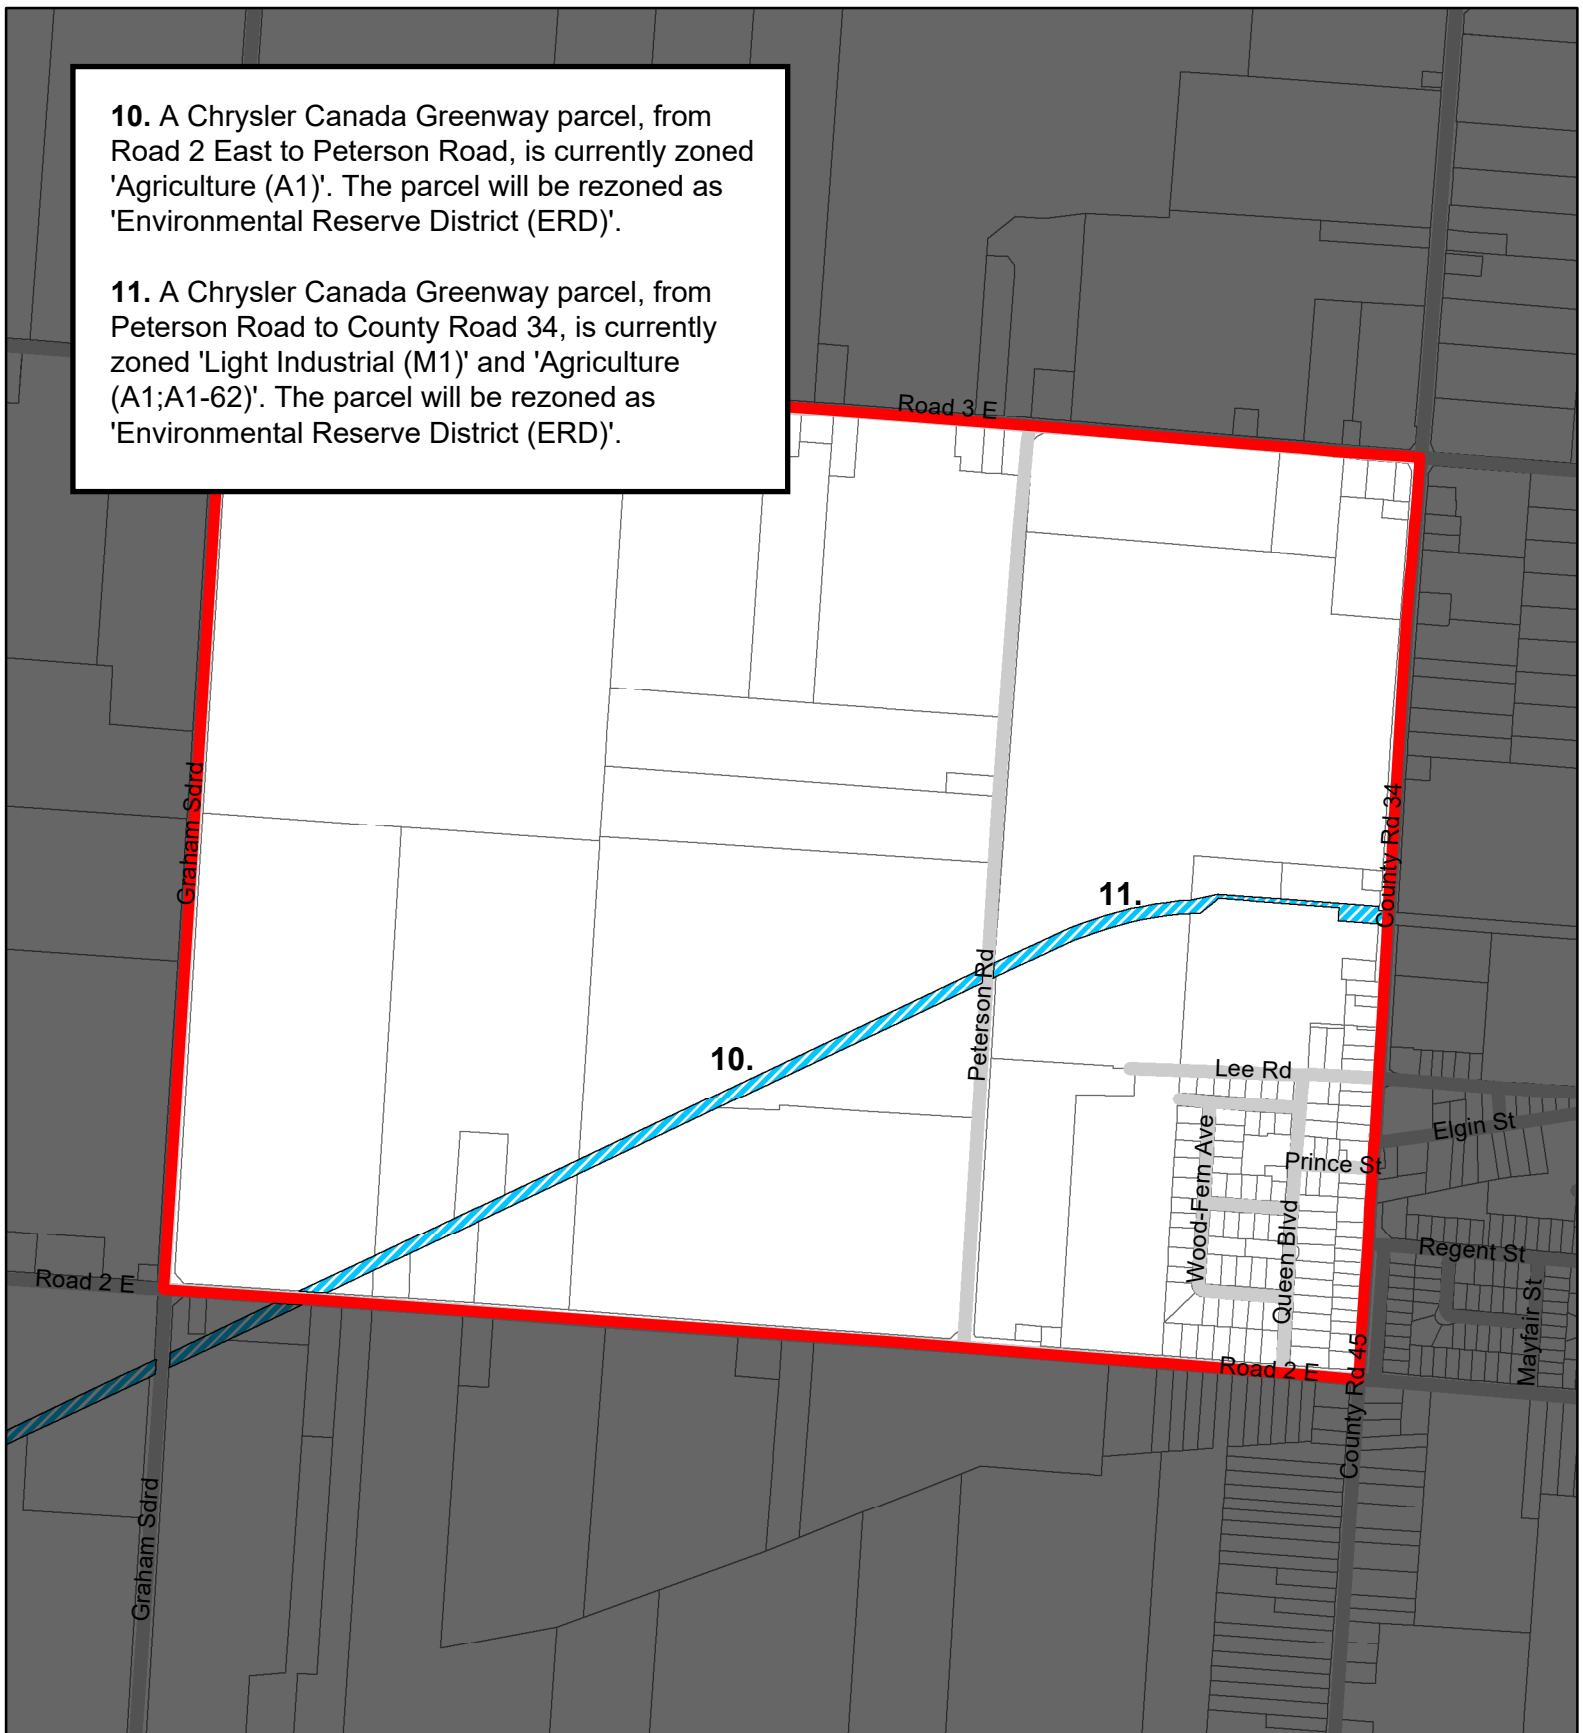 10. A Chrysler Canada Greenway parcel, from
Road 2 East to Peterson Road, is currently zoned
'Agriculture (A1)'. The parcel will be rezoned as
'Environmental Reserve District (ERD)'.
11. A Chrysler Canada Greenway parcel, from
Peterson Road to County Road 34, is currently
zoned 'Light Industrial (M1)' and 'Agriculture
(A1;A1-62)'. The parcel will be rezoned as
'Environmental Reserve District (ERD)'.
Road 3 E
Graham Sdrd
County Rd 34
11.
Peterson Rd
10.
Lee Rd
Elgin St
Wood-Fern Ave
Prince St
Queen Blvd
Regent St
Mayfair St
Road 2 E
Road 2 E
County Rd 45
Graham Sdrd